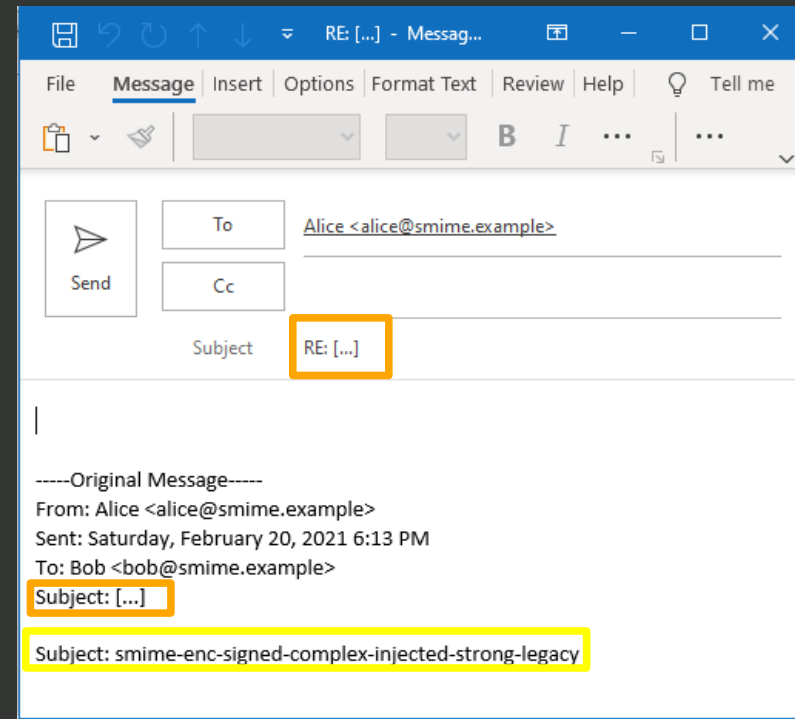 RE: [...] - Messag...
File Message Insert Options Format Text Review Help Tell me
B I ... ...
To Alice <alice@smime.example>
Send Cc
Subject RE: [...]
-----Original Message-----
From: Alice <alice@smime.example>
Sent: Saturday, February 20, 2021 6:13 PM
To: Bob <bob@smime.example>
Subject: [...]
Subject: smime-enc-signed-complex-injected-strong-legacy